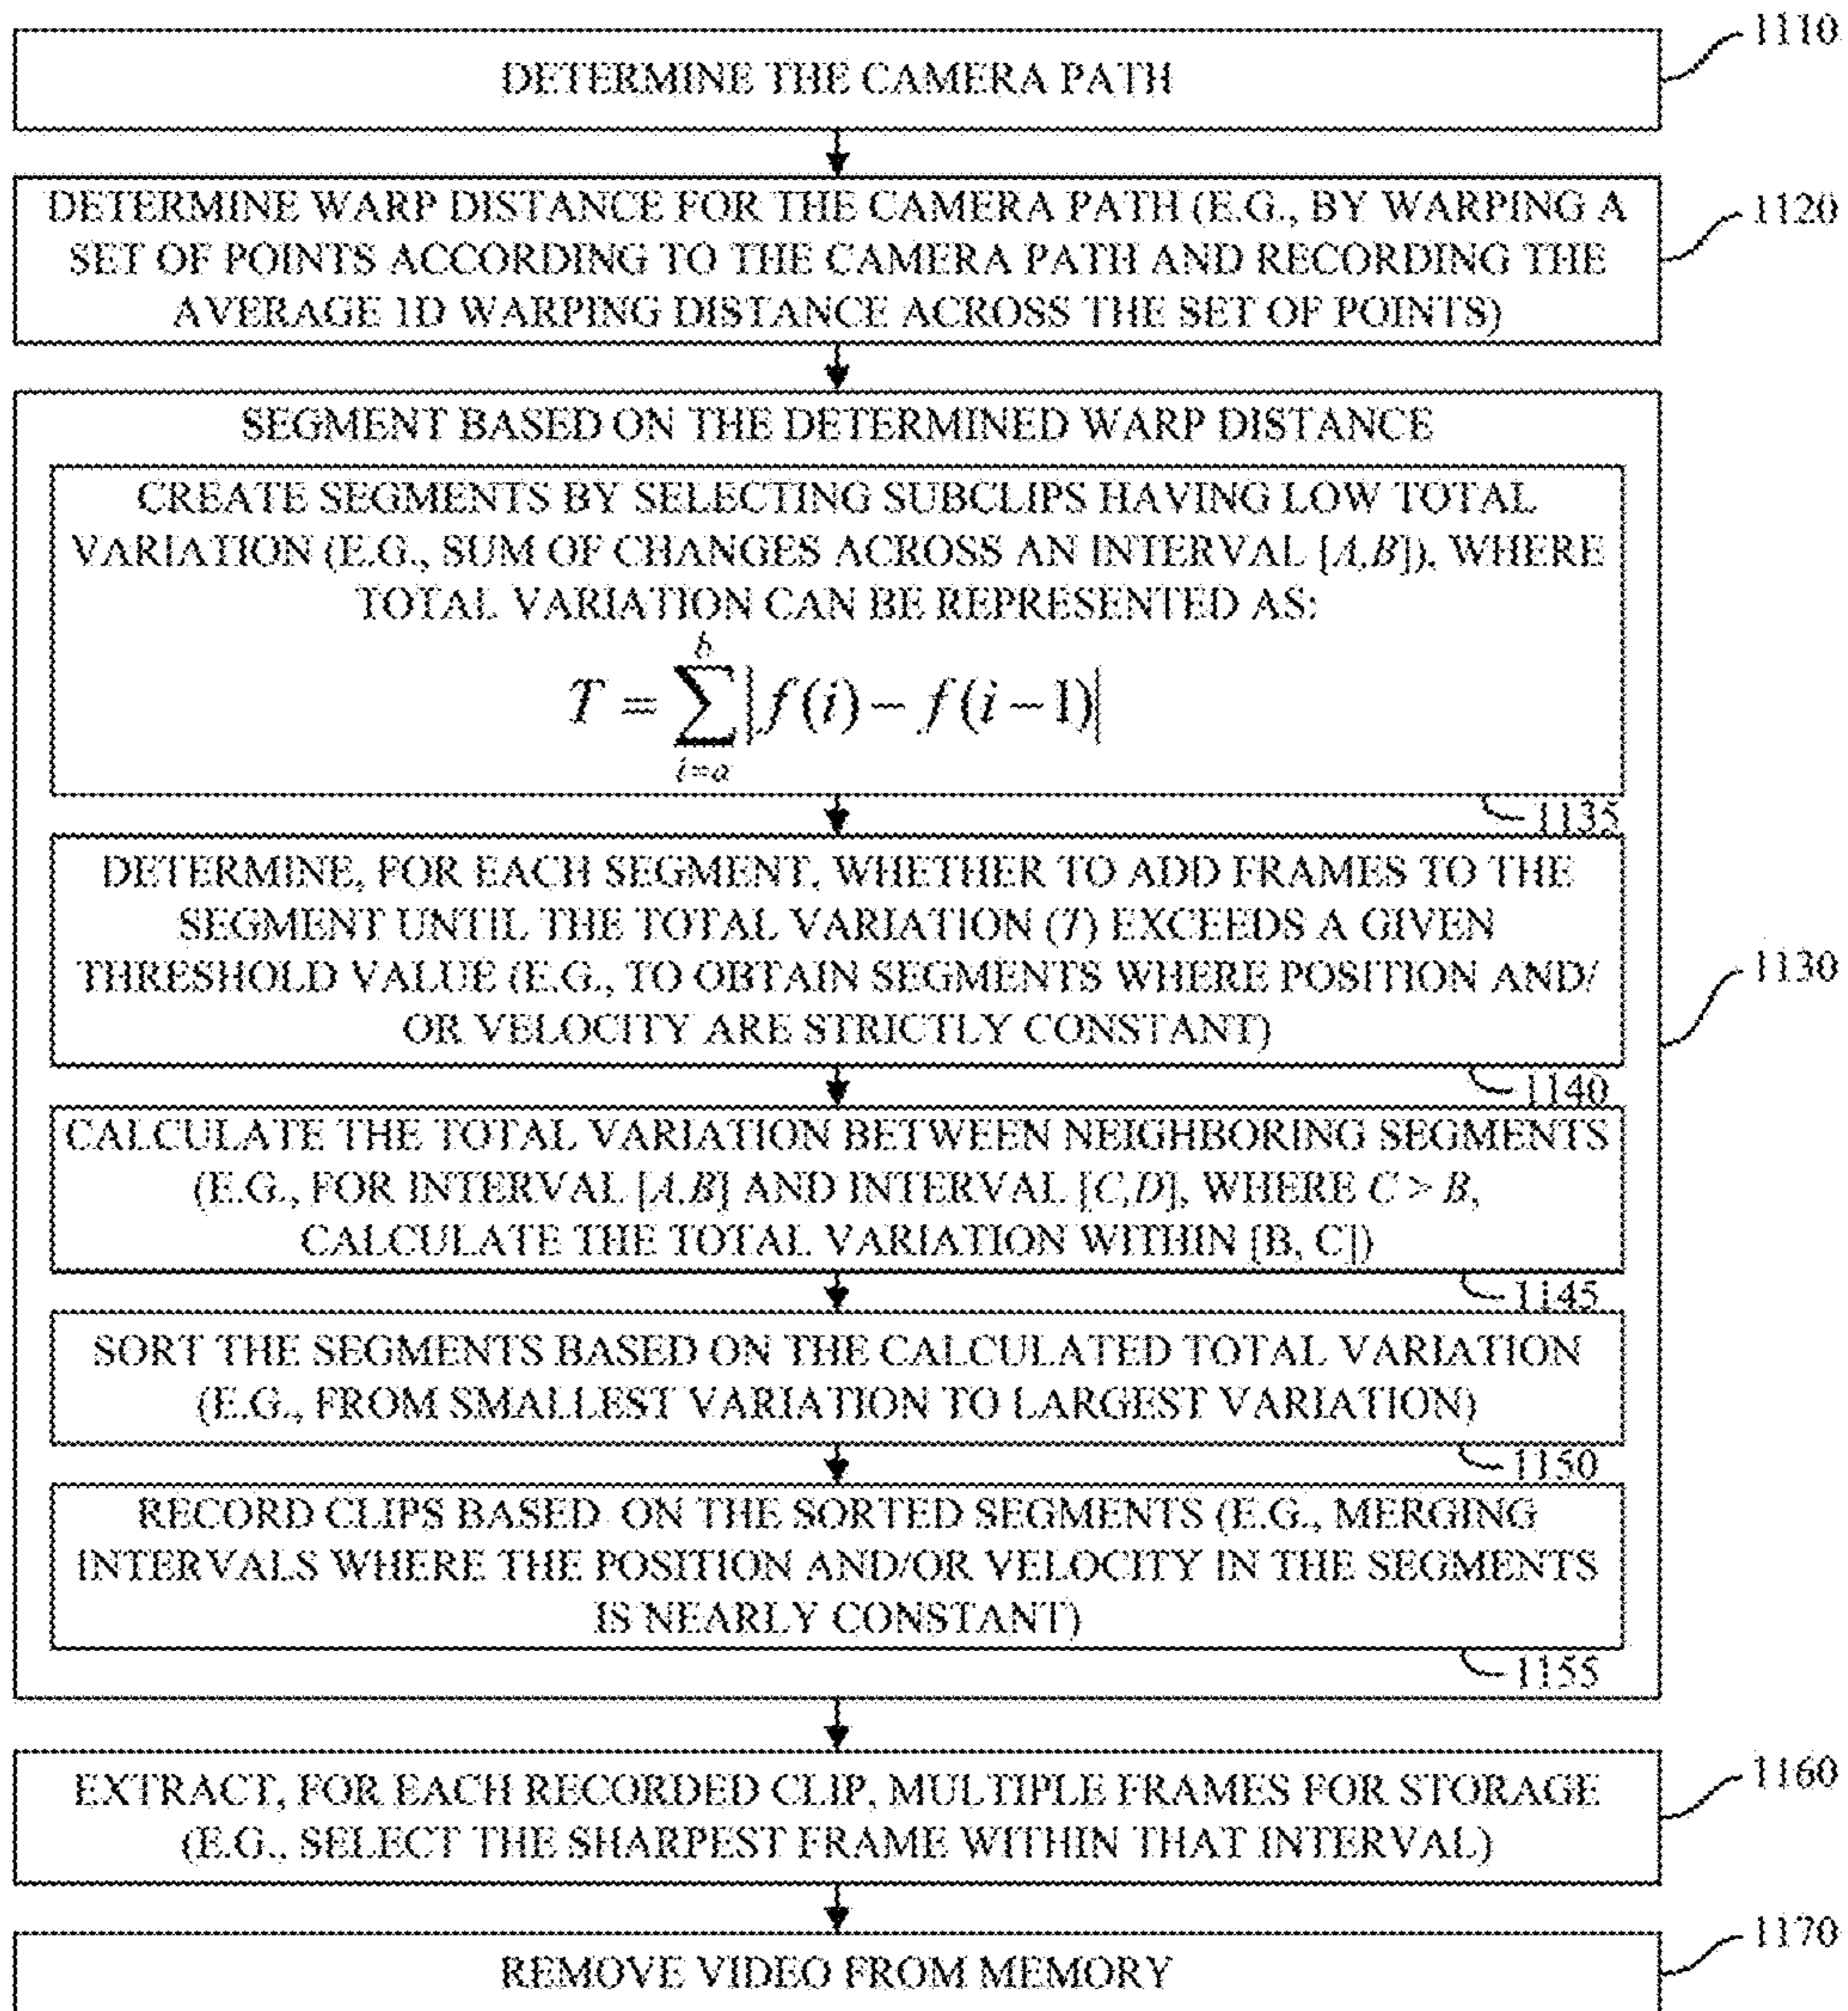 1110
DETERMINE THE CAMERA PATH
1120
DETERMINE WARP DISTANCE FOR THE CAMERA PATH (E.G., BY WARPING A
SET OF POINTS ACCORDING TO THE CAMERA PATH AND RECORDING THE
AVERAGE 1D WARPING DISTANCE ACROSS THE SET OF POINTS)
SEGMENT BASED ON THE DETERMINED WARP DISTANCE
CREATE SEGMENTS BY SELECTING SUBCLIPS HAVING LOW TOTAL
VARIATION (E.G., SUM OF CHANGES ACROSS AN INTERVAL [A,B]), WHERE
TOTAL VARIATION CAN BE REPRESENTED AS:
T = \sum_{i=a}^{b} |f(i) - f(i-1)|
1135
DETERMINE, FOR EACH SEGMENT, WHETHER TO ADD FRAMES TO THE
SEGMENT UNTIL THE TOTAL VARIATION (T) EXCEEDS A GIVEN
THRESHOLD VALUE (E.G., TO OBTAIN SEGMENTS WHERE POSITION AND/
OR VELOCITY ARE STRICTLY CONSTANT)
1130
1140
CALCULATE THE TOTAL VARIATION BETWEEN NEIGHBORING SEGMENTS
(E.G., FOR INTERVAL [A,B] AND INTERVAL [C,D], WHERE C > B,
CALCULATE THE TOTAL VARIATION WITHIN [B, C])
1145
SORT THE SEGMENTS BASED ON THE CALCULATED TOTAL VARIATION
(E.G., FROM SMALLEST VARIATION TO LARGEST VARIATION)
1150
RECORD CLIPS BASED ON THE SORTED SEGMENTS (E.G., MERGING
INTERVALS WHERE THE POSITION AND/OR VELOCITY IN THE SEGMENTS
IS NEARLY CONSTANT)
1155
1160
EXTRACT, FOR EACH RECORDED CLIP, MULTIPLE FRAMES FOR STORAGE
(E.G., SELECT THE SHARPEST FRAME WITHIN THAT INTERVAL)
1170
REMOVE VIDEO FROM MEMORY